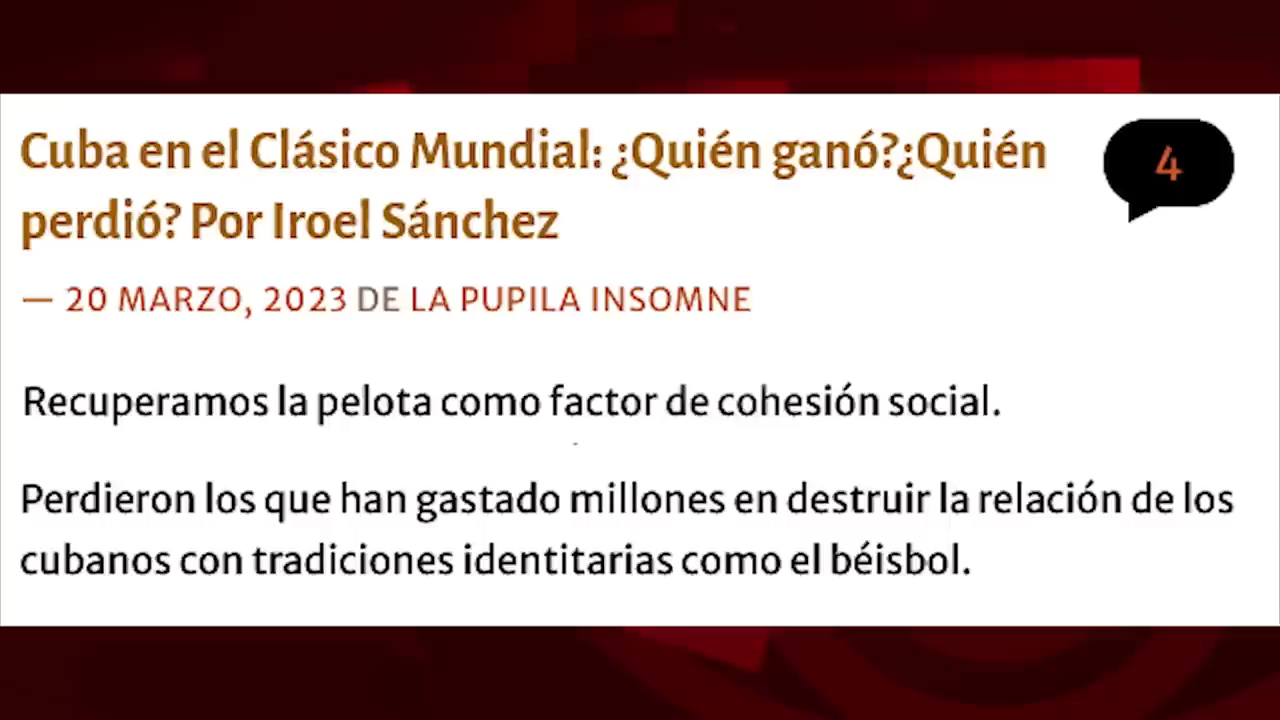 Cuba en el Clásico Mundial: ¿Quién ganó?¿Quién
perdió? Por Iroel Sánchez
4
— 20 MARZO, 2023 DE LA PUPILA INSOMNE
Recuperamos la pelota como factor de cohesión social.
Perdieron los que han gastado millones en destruir la relación de los
cubanos con tradiciones identitarias como el béisbol.